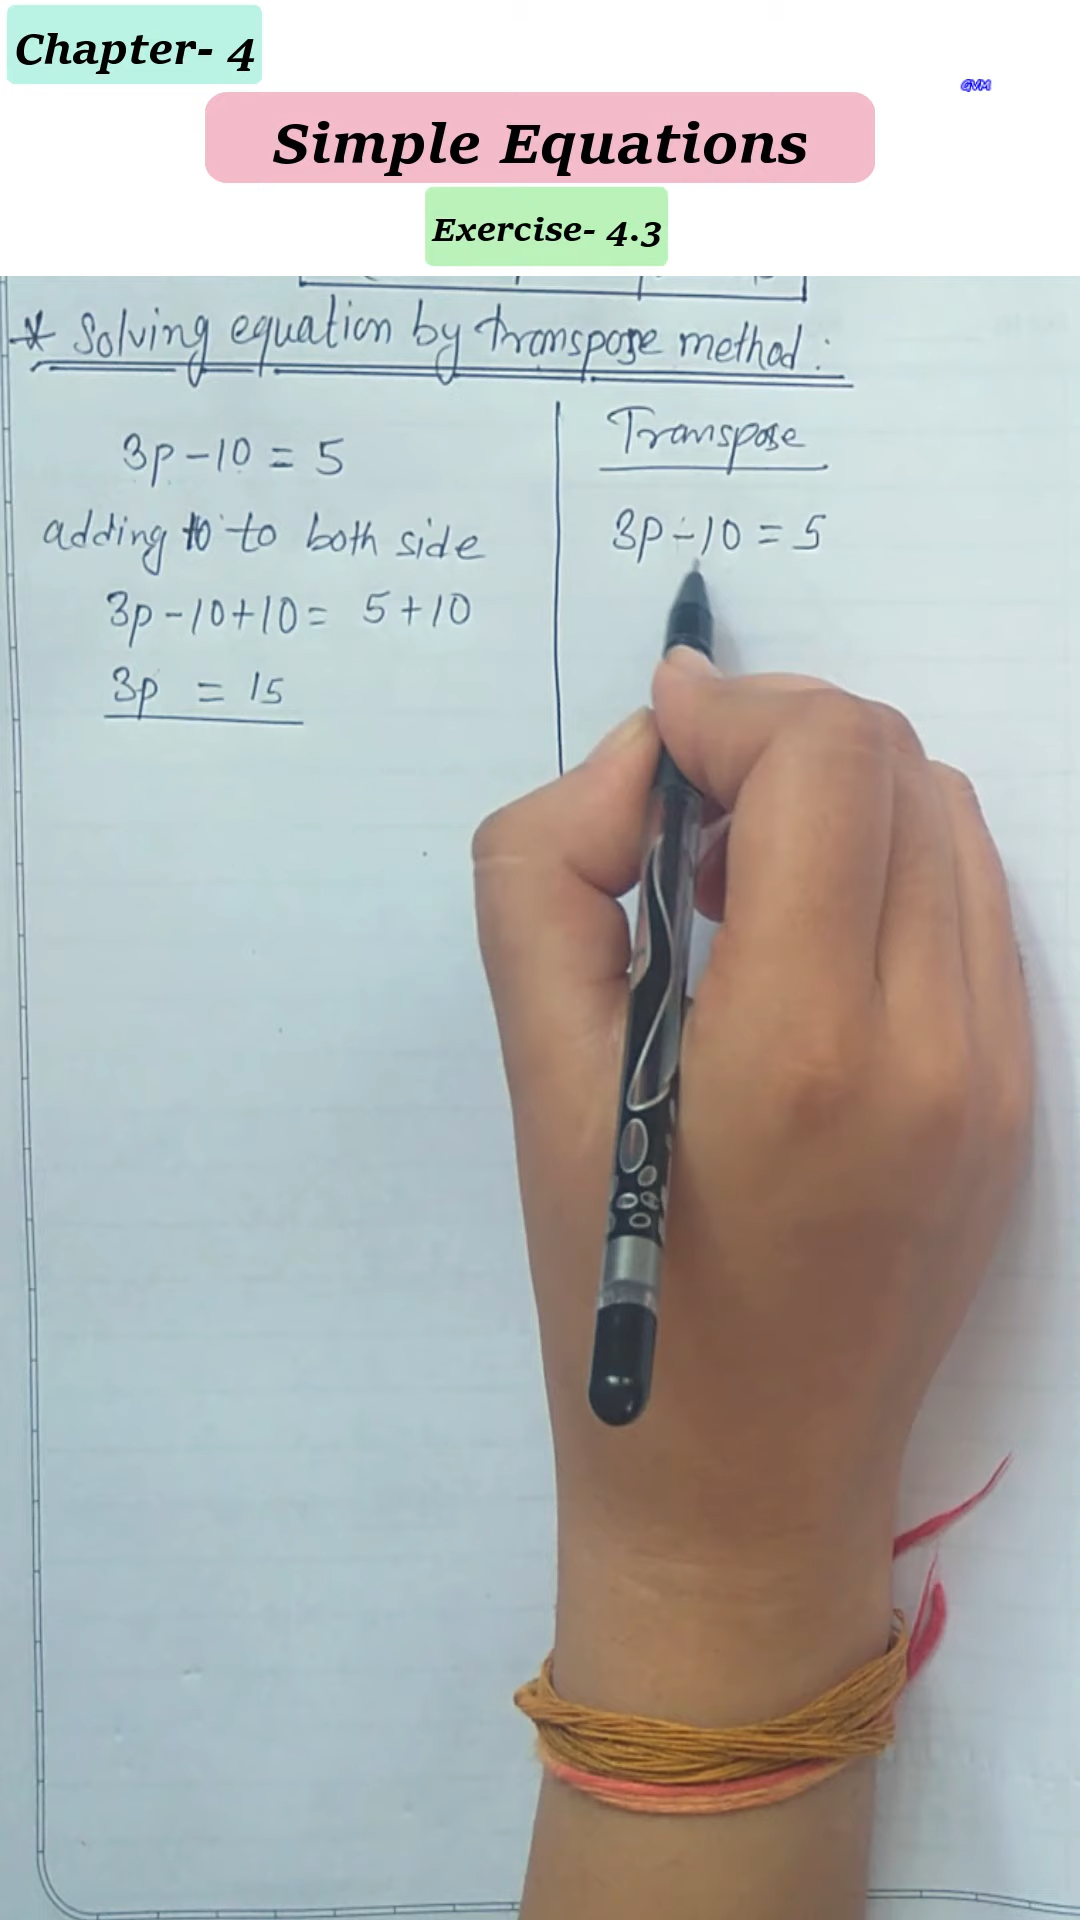 Chapter- 4
GVM
Simple Equations
Exercise- 4.3
* Solving equation by transpose method :
3p - 10 = 5
adding 10 to both side
3p - 10 + 10 = 5 + 10
3p = 15
Transpose
3p - 10 = 5